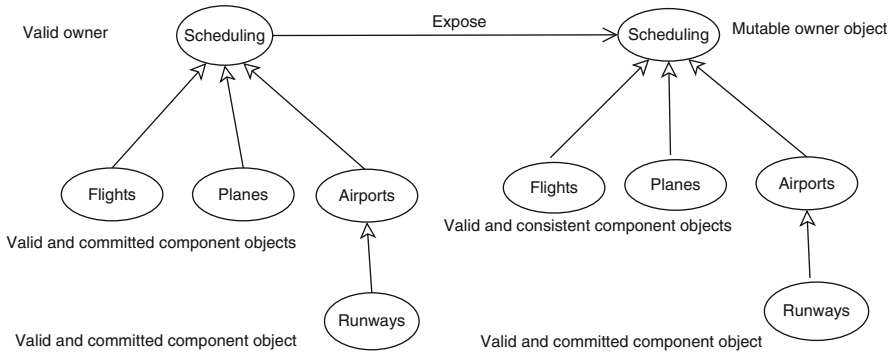 Valid owner
Scheduling
Expose
Scheduling
Mutable owner object
Flights
Planes
Airports
Valid and committed component objects
Runways
Valid and committed component object
Flights
Planes
Airports
Valid and consistent component objects
Runways
Valid and committed component object